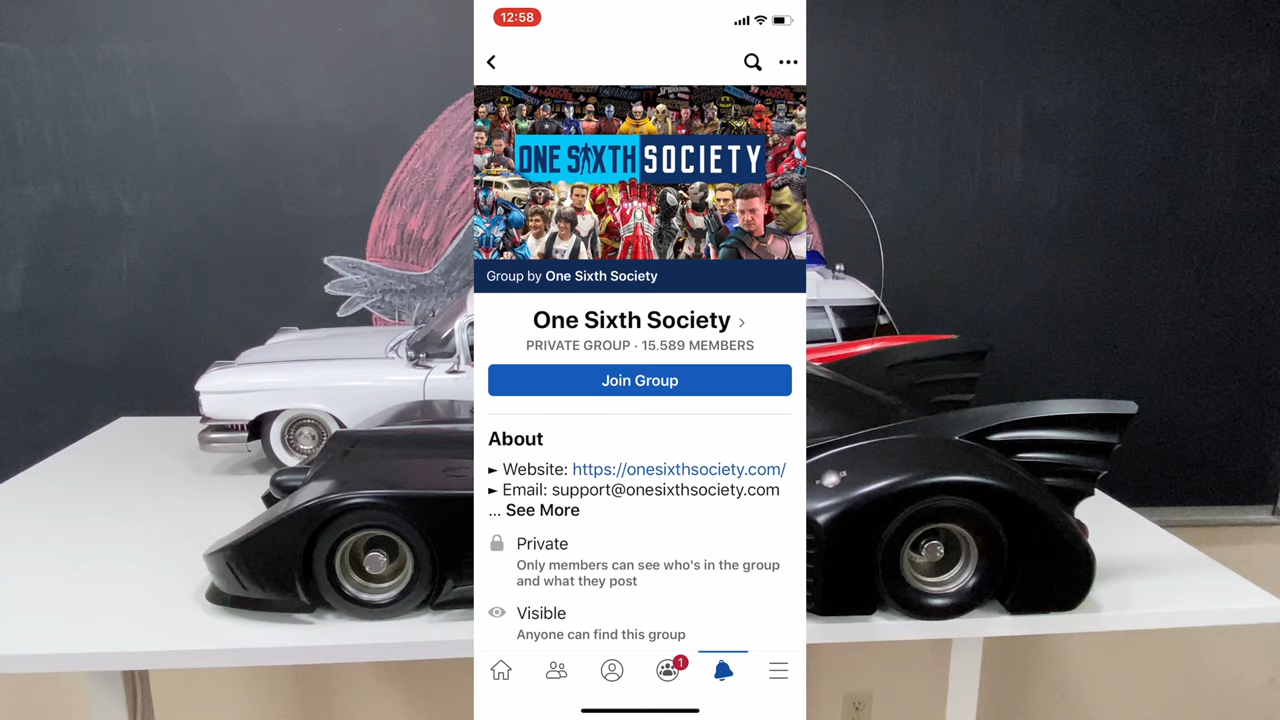 12:58
ONE SIXTH SOCIETY
Group by One Sixth Society
One Sixth Society
PRIVATE GROUP · 15.589 MEMBERS
Join Group
About
► Website: https://onesixthsociety.com/
► Email: support@onesixthsociety.com
... See More
Private
Only members can see who's in the group
and what they post
Visible
Anyone can find this group
1